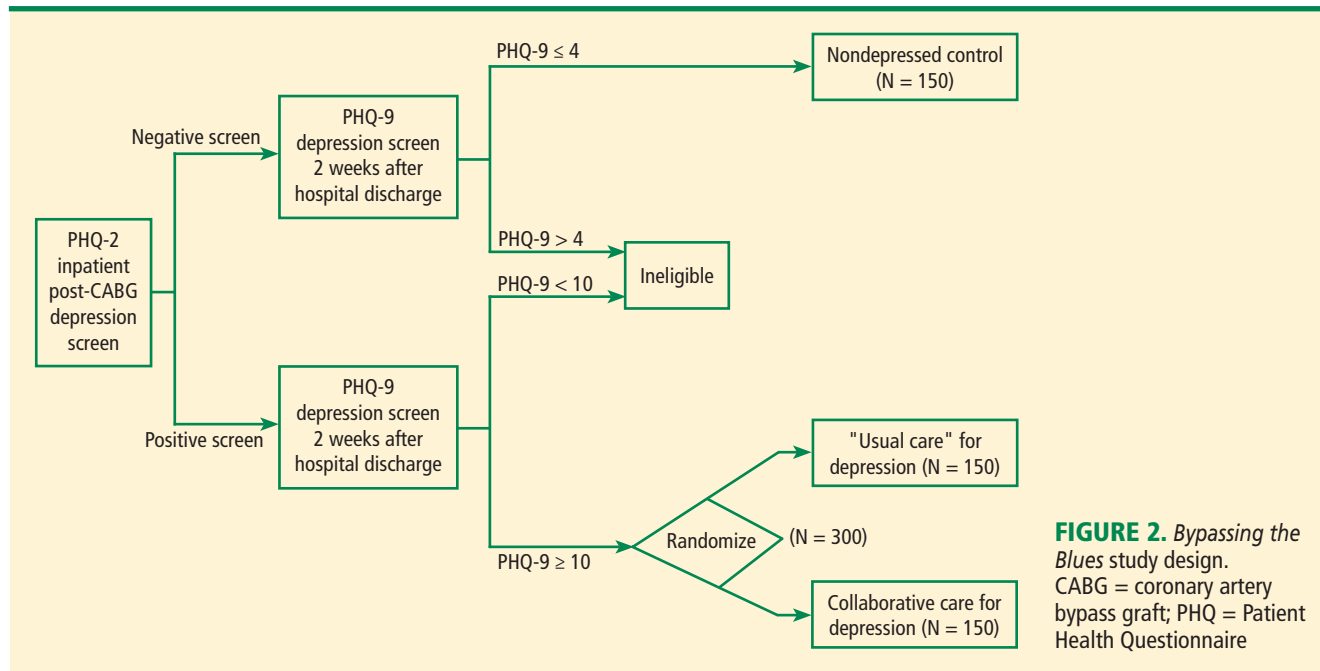 PHQ-2
inpatient
post-CABG
depression
screen
Negative screen
PHQ-9
depression screen
2 weeks after
hospital discharge
PHQ-9 ≤ 4
Nondepressed control
(N = 150)
PHQ-9 > 4
PHQ-9 < 10
Ineligible
Positive screen
PHQ-9
depression screen
2 weeks after
hospital discharge
PHQ-9 ≥ 10
Randomize
(N = 300)
"Usual care" for
depression (N = 150)
Collaborative care for
depression (N = 150)
FIGURE 2. Bypassing the
Blues study design.
CABG = coronary artery
bypass graft; PHQ = Patient
Health Questionnaire